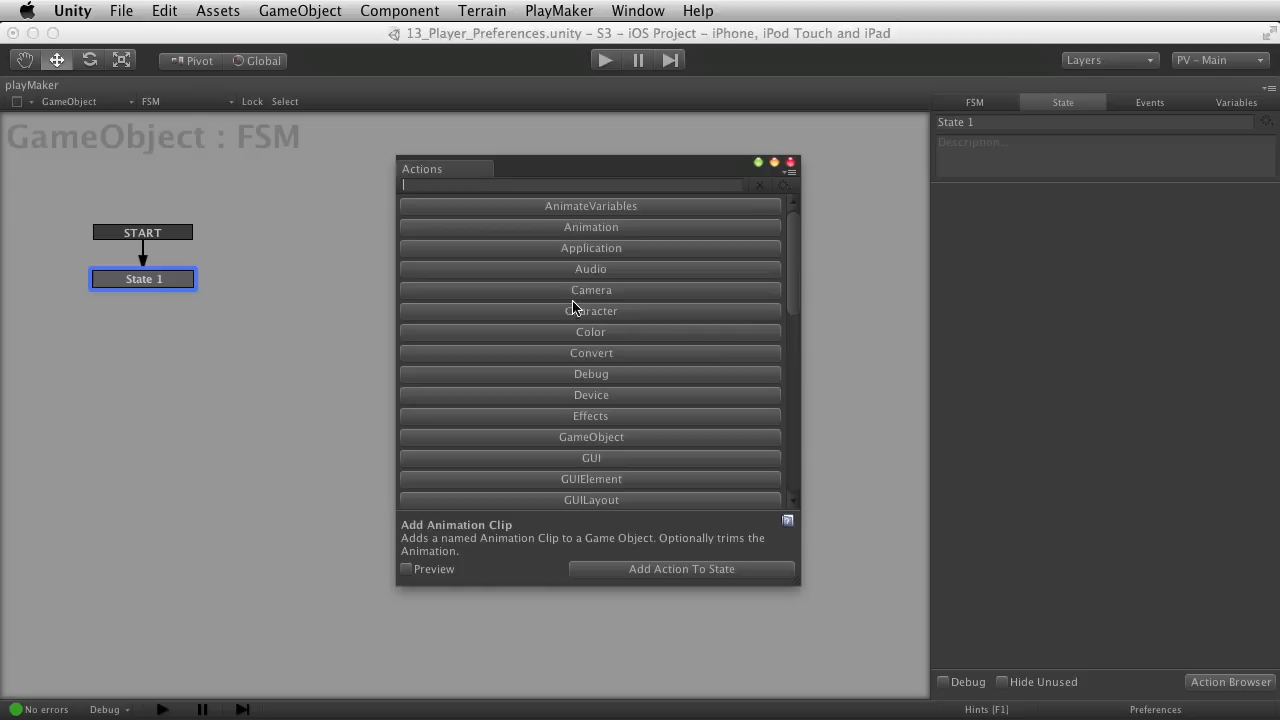 Unity File Edit Assets GameObject Component Terrain PlayMaker Window Help
13_Player_Preferences.unity - S3 - iOS Project - iPhone, iPod Touch and iPad
Pivot Global Layers PV - Main
playMaker
GameObject FSM Lock Select FSM State Events Variables
GameObject : FSM
State 1
Description...
START
State 1
Actions
AnimateVariables
Animation
Application
Audio
Camera
Character
Color
Convert
Debug
Device
Effects
GameObject
GUI
GUIElement
GUILayout
Add Animation Clip
Adds a named Animation Clip to a Game Object. Optionally trims the
Animation.
Preview Add Action To State
Debug Hide Unused Action Browser
No errors Debug Hints [F1] Preferences